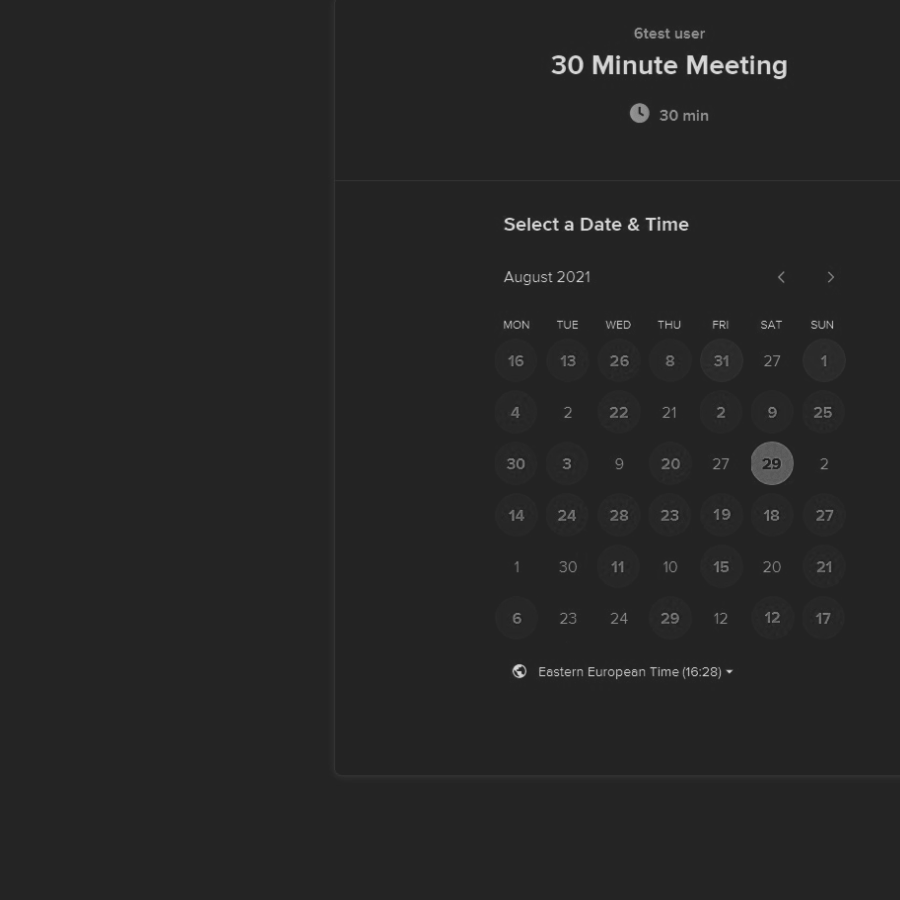 6test user
30 Minute Meeting
30 min
Select a Date & Time
August 2021
MON TUE WED THU FRI SAT SUN
16 13 26 8 31 27 1
4 2 22 21 2 9 25
30 3 9 20 27 29 2
14 24 28 23 19 18 27
1 30 11 10 15 20 21
6 23 24 29 12 12 17
Eastern European Time (16:28)